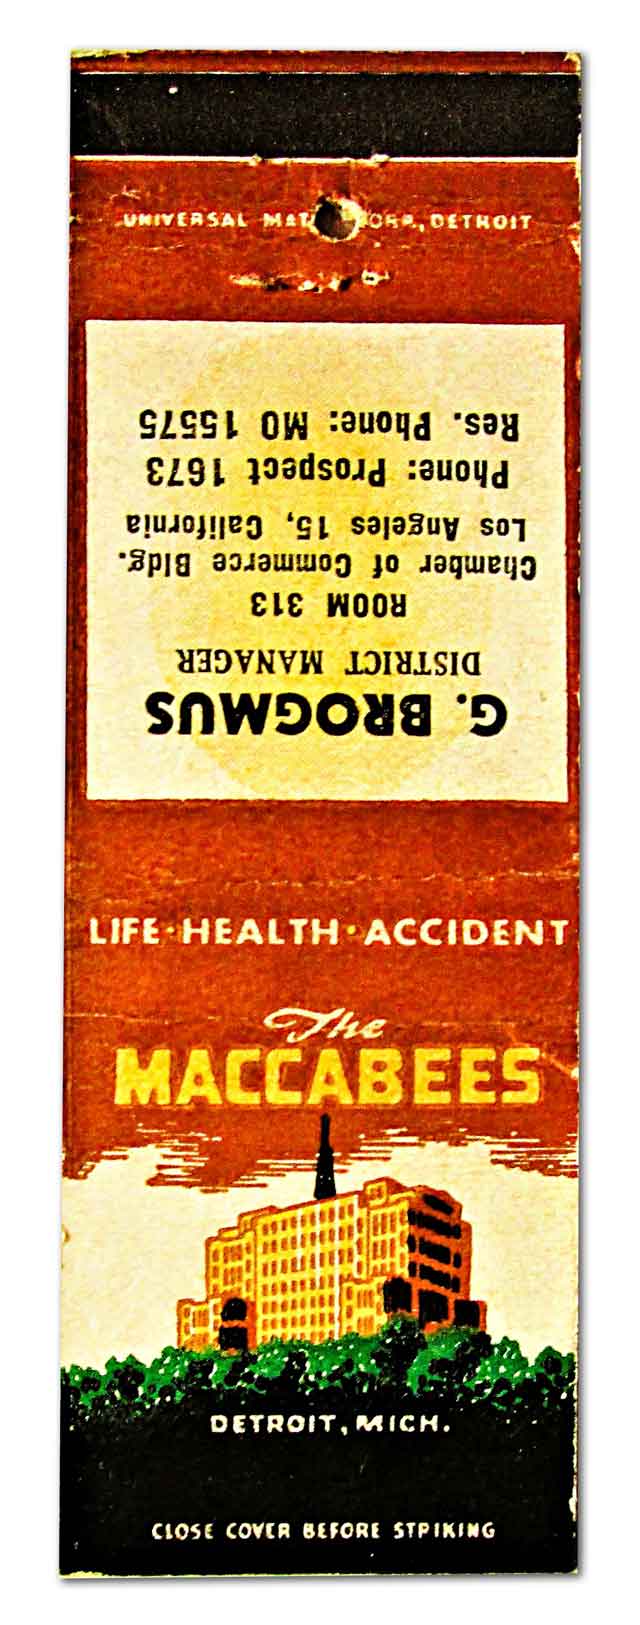 UNIVERSAL MATCH CORP., DETROIT
G. BROGMUS
DISTRICT MANAGER
ROOM 313
Chamber of Commerce Bldg.
Los Angeles 15, California
Phone: Prospect 1673
Res. Phone: MO 15575
LIFE·HEALTH·ACCIDENT
The
MACCABEES
DETROIT, MICH.
CLOSE COVER BEFORE STRIKING